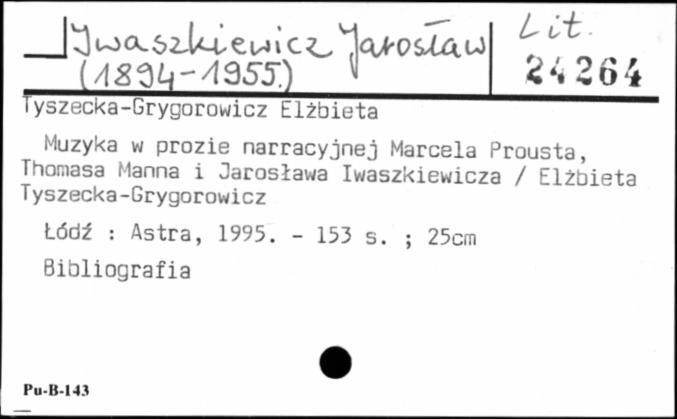 Iwaszkiewicz Jarosław
(1894-1955)
Lit.
24264
Tyszecka-Grygorowicz Elżbieta
Muzyka w prozie narracyjnej Marcela Prousta,
Thomasa Manna i Jarosława Iwaszkiewicza / Elżbieta
Tyszecka-Grygorowicz
Łódź : Astra, 1995. - 153 s. ; 25cm
Bibliografia
Pu-B-143